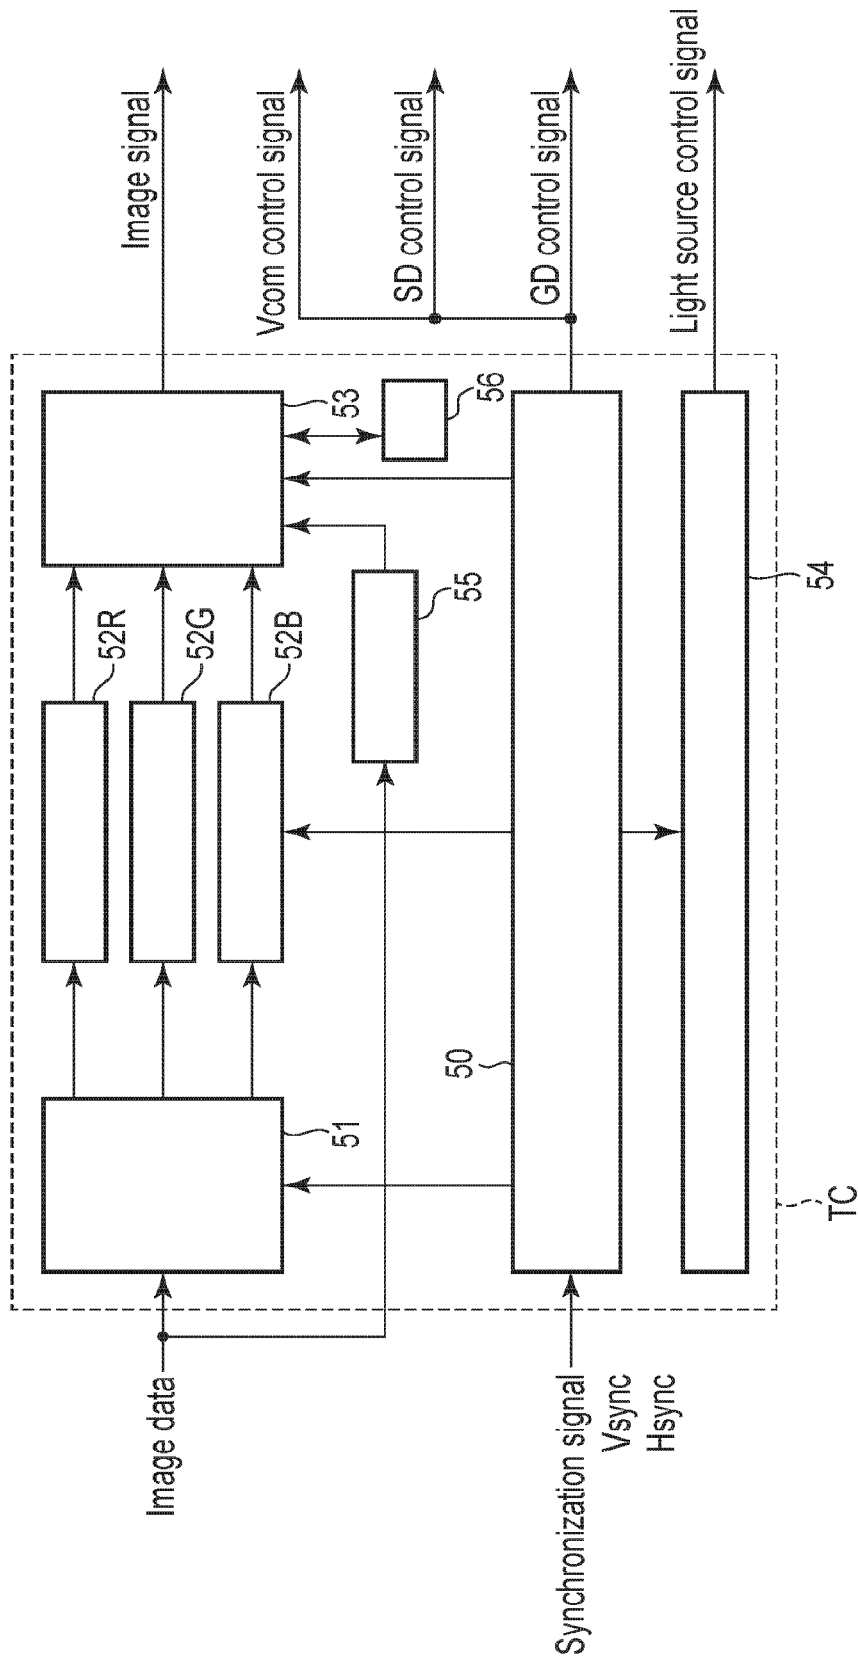 Image data
Synchronization signal
Vsync
Hsync
51
50
52R
52G
52B
55
53
56
54
TC
Image signal
Vcom control signal
SD control signal
GD control signal
Light source control signal